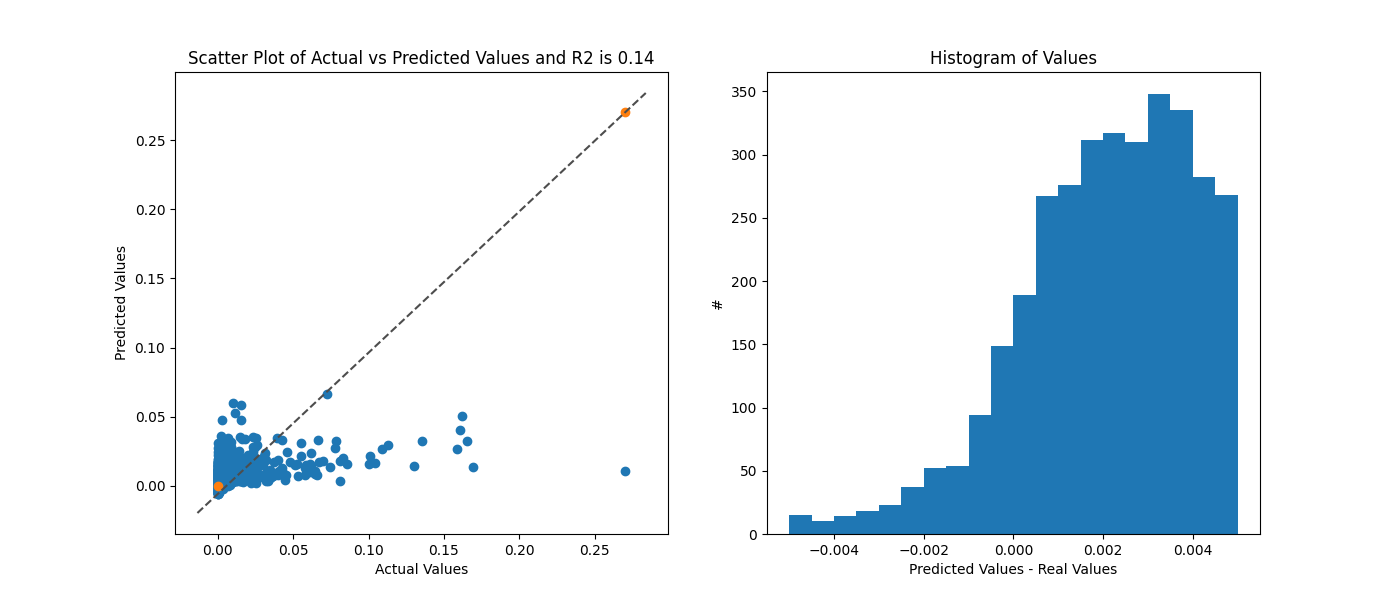 Scatter Plot of Actual vs Predicted Values and R2 is 0.14
Predicted Values
0.25
0.20
0.15
0.10
0.05
0.00
0.00 0.05 0.10 0.15 0.20 0.25
Actual Values
Histogram of Values
#
350
300
250
200
150
100
50
0
−0.004 −0.002 0.000 0.002 0.004
Predicted Values - Real Values